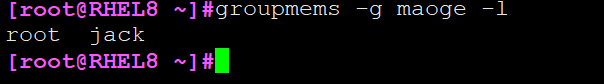 [root@RHEL8 ~]#groupmems -g maoge -l
root  jack
[root@RHEL8 ~]#